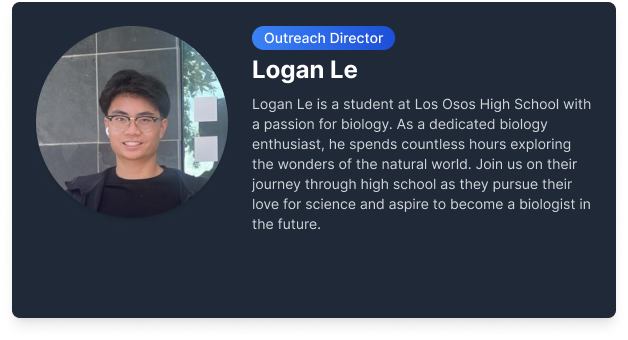 Outreach Director
Logan Le
Logan Le is a student at Los Osos High School with
a passion for biology. As a dedicated biology
enthusiast, he spends countless hours exploring
the wonders of the natural world. Join us on their
journey through high school as they pursue their
love for science and aspire to become a biologist in
the future.